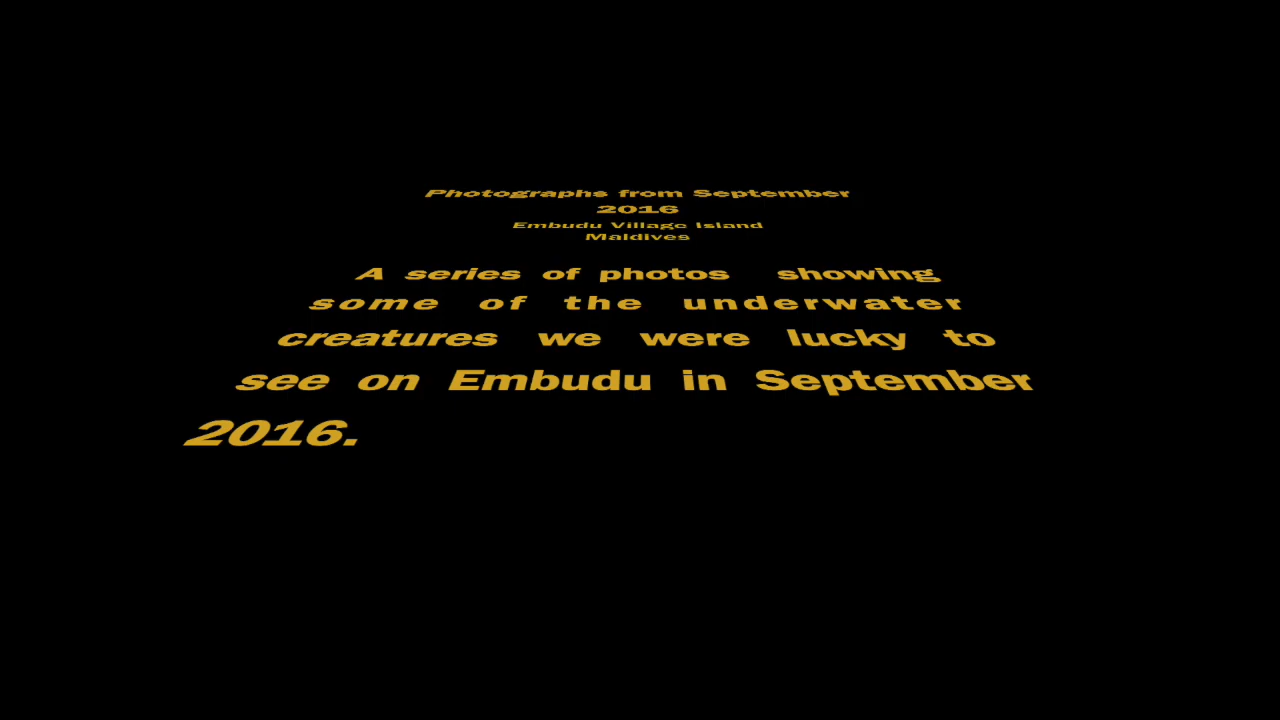 Photographs from September
2016
Embudu Village Island
Maldives
A series of photos showing
some of the underwater
creatures we were lucky to
see on Embudu in September
2016.